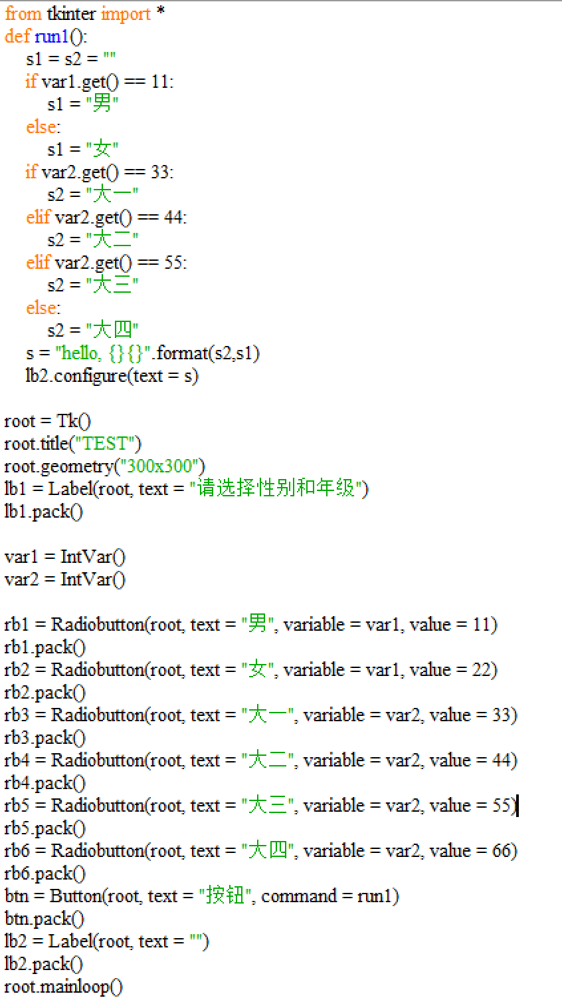 from tkinter import *
def run1():
    s1 = s2 = ""
    if var1.get() == 11:
        s1 = "男"
    else:
        s1 = "女"
    if var2.get() == 33:
        s2 = "大一"
    elif var2.get() == 44:
        s2 = "大二"
    elif var2.get() == 55:
        s2 = "大三"
    else:
        s2 = "大四"
    s = "hello, {}{}".format(s2,s1)
    lb2.configure(text = s)

root = Tk()
root.title("TEST")
root.geometry("300x300")
lb1 = Label(root, text = "请选择性别和年级")
lb1.pack()

var1 = IntVar()
var2 = IntVar()

rb1 = Radiobutton(root, text = "男", variable = var1, value = 11)
rb1.pack()
rb2 = Radiobutton(root, text = "女", variable = var1, value = 22)
rb2.pack()
rb3 = Radiobutton(root, text = "大一", variable = var2, value = 33)
rb3.pack()
rb4 = Radiobutton(root, text = "大二", variable = var2, value = 44)
rb4.pack()
rb5 = Radiobutton(root, text = "大三", variable = var2, value = 55)
rb5.pack()
rb6 = Radiobutton(root, text = "大四", variable = var2, value = 66)
rb6.pack()
btn = Button(root, text = "按钮", command = run1)
btn.pack()
lb2 = Label(root, text = "")
lb2.pack()
root.mainloop()